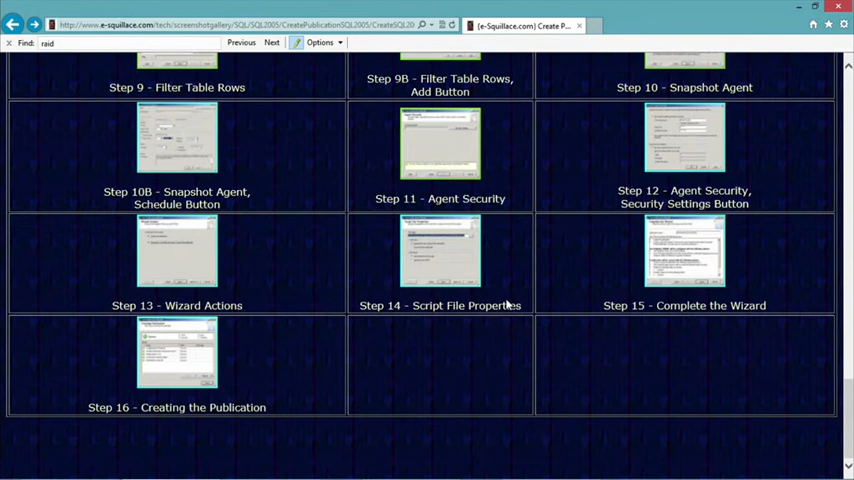 http://www.e-squillace.com/tech/screenshotgallery/SQL/SQL2005/CreatePublicationSQL2005/CreateSQL20
{e-Squillace.com} Create P...
Find: raid
Previous Next Options
Step 9 - Filter Table Rows
Step 9B - Filter Table Rows,
Add Button
Step 10 - Snapshot Agent
Step 10B - Snapshot Agent,
Schedule Button
Step 11 - Agent Security
Step 12 - Agent Security,
Security Settings Button
Step 13 - Wizard Actions
Step 14 - Script File Properties
Step 15 - Complete the Wizard
Step 16 - Creating the Publication